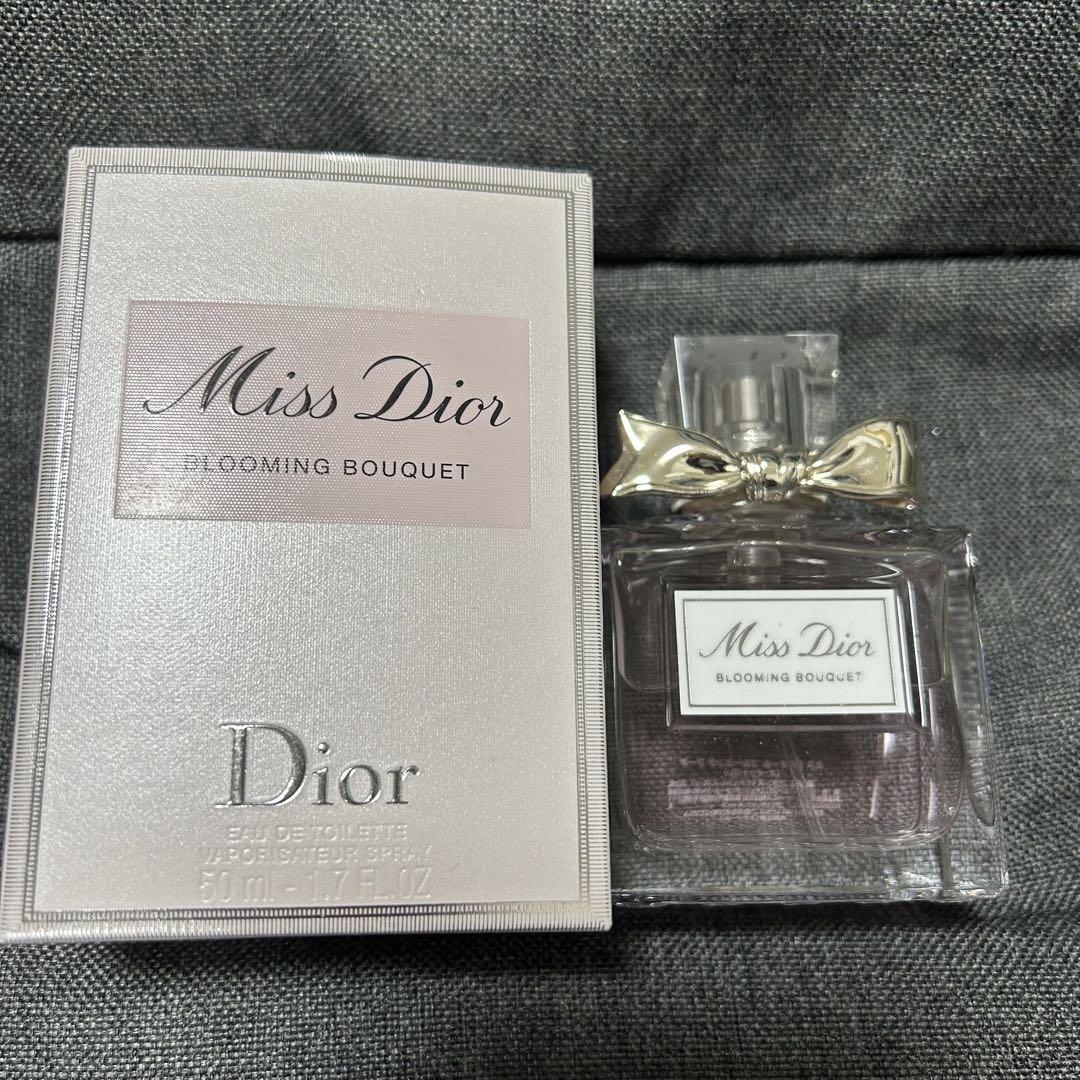 Miss Dior
BLOOMING BOUQUET
Dior
EAU DE TOILETTE
VAPORISATEUR SPRAY
50 ml - 1.7 FL.OZ
Miss Dior
BLOOMING BOUQUET